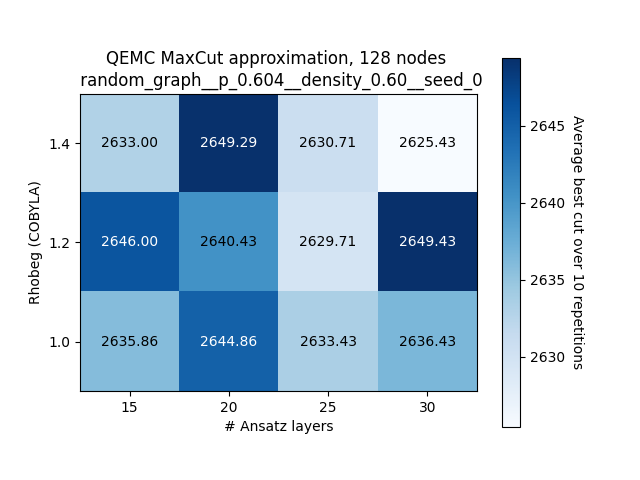 QEMC MaxCut approximation, 128 nodes
random_graph__p_0.604__density_0.60__seed_0
1.4
2633.00 2649.29 2630.71 2625.43
1.2
2646.00 2640.43 2629.71 2649.43
1.0
2635.86 2644.86 2633.43 2636.43
15 20 25 30
# Ansatz layers
Rhobeg (COBYLA)
2645
2640
2635
2630
Average best cut over 10 repetitions